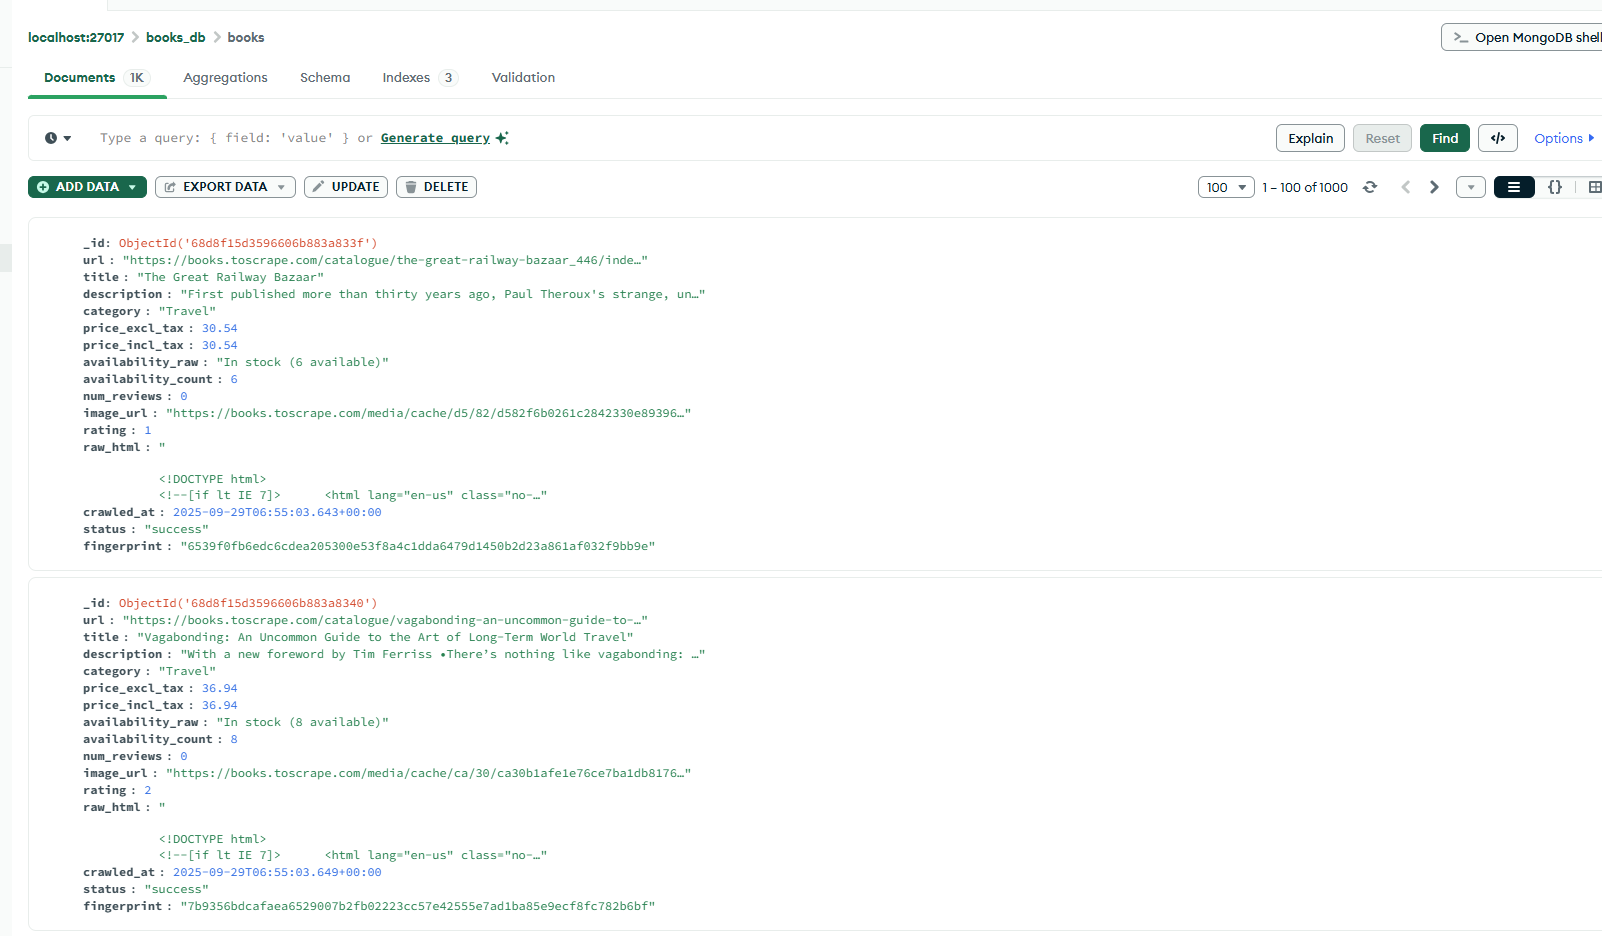 localhost:27017 > books_db > books
>_ Open MongoDB shell
Documents 1K Aggregations Schema Indexes 3 Validation
Type a query: { field: 'value' } or Generate query
Explain Reset Find </> Options
ADD DATA EXPORT DATA UPDATE DELETE
100 1 – 100 of 1000 {}
_id: ObjectId('68d8f15d3596606b883a833f')
url : "https://books.toscrape.com/catalogue/the-great-railway-bazaar_446/inde…"
title : "The Great Railway Bazaar"
description : "First published more than thirty years ago, Paul Theroux's strange, un…"
category : "Travel"
price_excl_tax : 30.54
price_incl_tax : 30.54
availability_raw : "In stock (6 available)"
availability_count : 6
num_reviews : 0
image_url : "https://books.toscrape.com/media/cache/d5/82/d582f6b0261c2842330e89396…"
rating : 1
raw_html : "
<!DOCTYPE html>
<!--[if lt IE 7]> <html lang="en-us" class="no-…"
crawled_at : 2025-09-29T06:55:03.643+00:00
status : "success"
fingerprint : "6539f0fb6edc6cdea205300e53f8a4c1dda6479d1450b2d23a861af032f9bb9e"
_id: ObjectId('68d8f15d3596606b883a8340')
url : "https://books.toscrape.com/catalogue/vagabonding-an-uncommon-guide-to-…"
title : "Vagabonding: An Uncommon Guide to the Art of Long-Term World Travel"
description : "With a new foreword by Tim Ferriss •There’s nothing like vagabonding: …"
category : "Travel"
price_excl_tax : 36.94
price_incl_tax : 36.94
availability_raw : "In stock (8 available)"
availability_count : 8
num_reviews : 0
image_url : "https://books.toscrape.com/media/cache/ca/30/ca30b1afe1e76ce7ba1db8176…"
rating : 2
raw_html : "
<!DOCTYPE html>
<!--[if lt IE 7]> <html lang="en-us" class="no-…"
crawled_at : 2025-09-29T06:55:03.649+00:00
status : "success"
fingerprint : "7b9356bdcafaea6529007b2fb02223cc57e42555e7ad1ba85e9ecf8fc782b6bf"